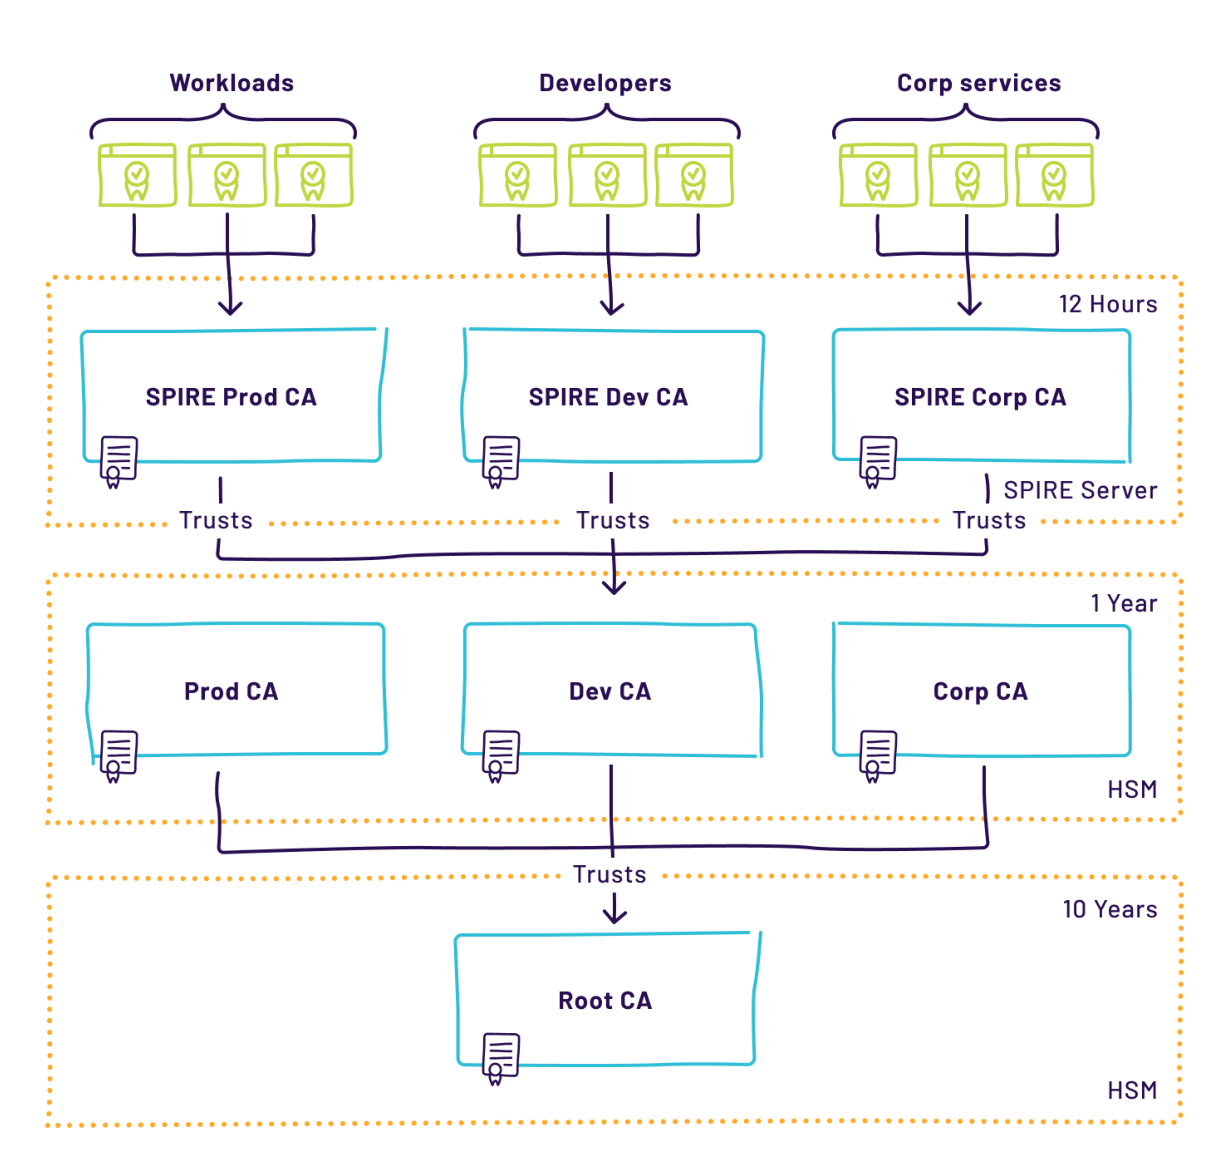 Workloads
Developers
Corp services
12 Hours
SPIRE Prod CA
SPIRE Dev CA
SPIRE Corp CA
SPIRE Server
Trusts
Trusts
Trusts
1 Year
Prod CA
Dev CA
Corp CA
HSM
Trusts
10 Years
Root CA
HSM